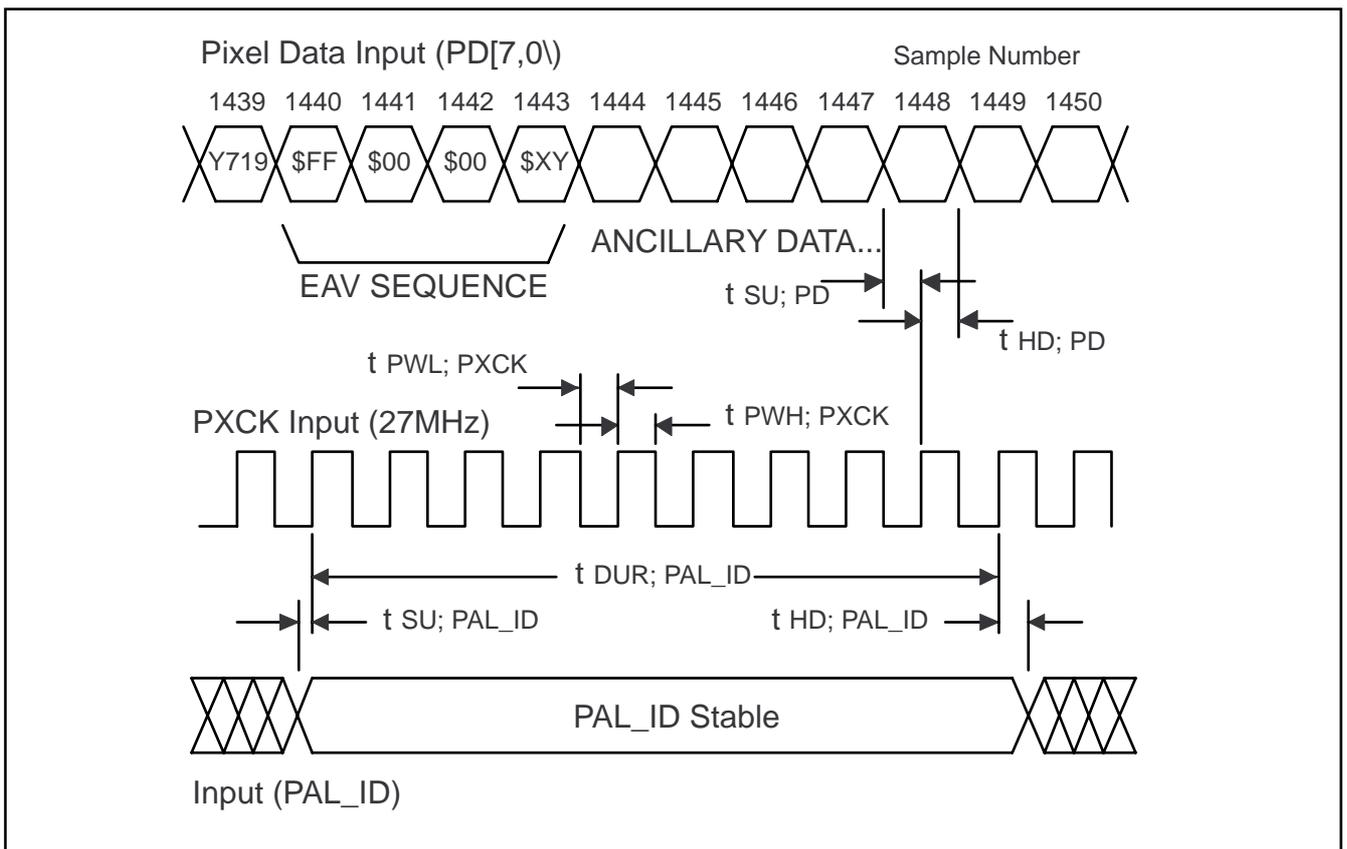 Pixel Data Input (PD[7,0\)
Sample Number
1439 1440 1441 1442 1443 1444 1445 1446 1447 1448 1449 1450
Y719 $FF $00 $00 $XY
ANCILLARY DATA...
EAV SEQUENCE
t SU; PD
t HD; PD
t PWL; PXCK
t PWH; PXCK
PXCK Input (27MHz)
t DUR; PAL_ID
t SU; PAL_ID
t HD; PAL_ID
PAL_ID Stable
Input (PAL_ID)